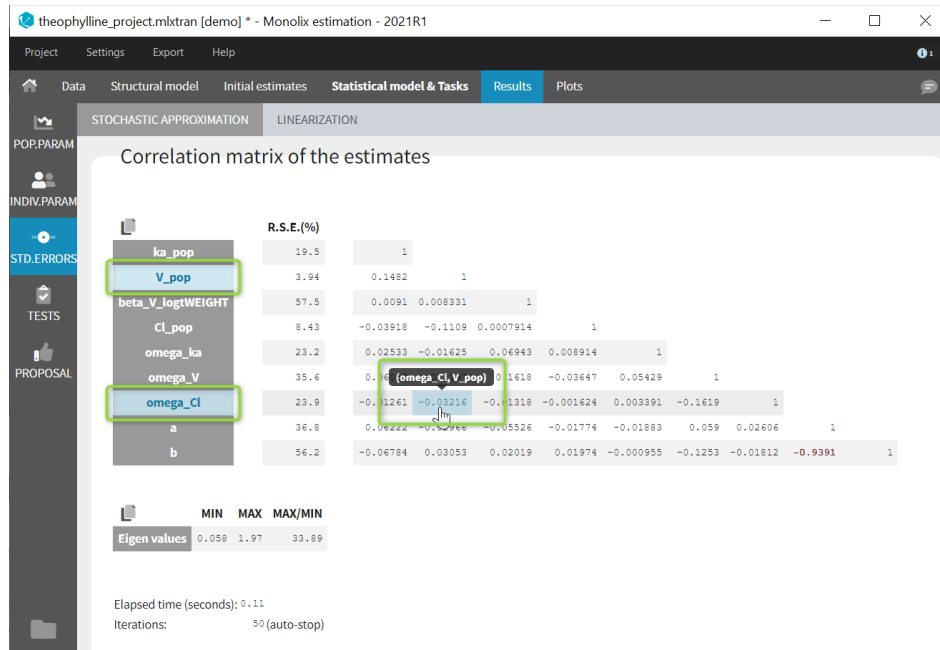 theophylline_project.mlxtran [demo] * - Monolix estimation - 2021R1
Project Settings Export Help 1
Data Structural model Initial estimates Statistical model & Tasks Results Plots
STOCHASTIC APPROXIMATION LINEARIZATION
POP.PARAM
INDIV.PARAM
STD.ERRORS
TESTS
PROPOSAL
Correlation matrix of the estimates
R.S.E.(%)
ka_pop 19.5 1
V_pop 3.94 0.1482 1
beta_V_logtWEIGHT 57.5 0.0091 0.008331 1
Cl_pop 8.43 -0.03918 -0.1109 0.0007914 1
omega_ka 23.2 0.02533 -0.01625 0.06943 0.008914 1
omega_V 35.6 (omega_Cl, V_pop) -0.03647 0.05429 1
omega_Cl 23.9 -0.01261 -0.03216 -0.01318 -0.001624 0.003391 -0.1619 1
a 36.8 0.06222 -0.05526 -0.01774 -0.01883 0.059 0.02606 1
b 56.2 -0.06784 0.03053 0.02019 0.01974 -0.000955 -0.1253 -0.01812 -0.9391 1
MIN MAX MAX/MIN
Eigen values 0.058 1.97 33.89
Elapsed time (seconds): 0.11
Iterations: 50 (auto-stop)